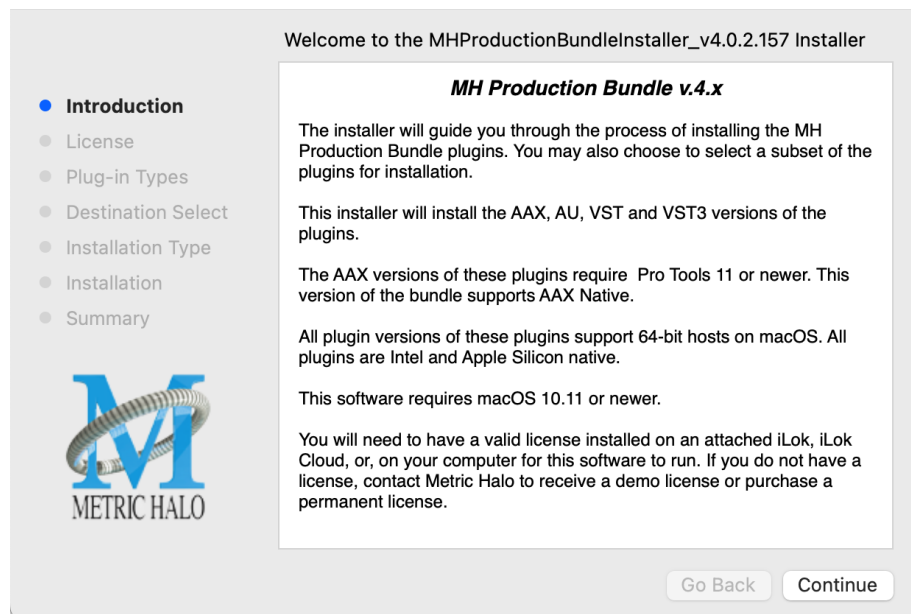 Welcome to the MHProductionBundleInstaller_v4.0.2.157 Installer
Introduction
License
Plug-in Types
Destination Select
Installation Type
Installation
Summary
METRIC HALO
MH Production Bundle v.4.x
The installer will guide you through the process of installing the MH
Production Bundle plugins. You may also choose to select a subset of the
plugins for installation.
This installer will install the AAX, AU, VST and VST3 versions of the
plugins.
The AAX versions of these plugins require  Pro Tools 11 or newer. This
version of the bundle supports AAX Native.
All plugin versions of these plugins support 64-bit hosts on macOS. All
plugins are Intel and Apple Silicon native.
This software requires macOS 10.11 or newer.
You will need to have a valid license installed on an attached iLok, iLok
Cloud, or, on your computer for this software to run. If you do not have a
license, contact Metric Halo to receive a demo license or purchase a
permanent license.
Go Back
Continue